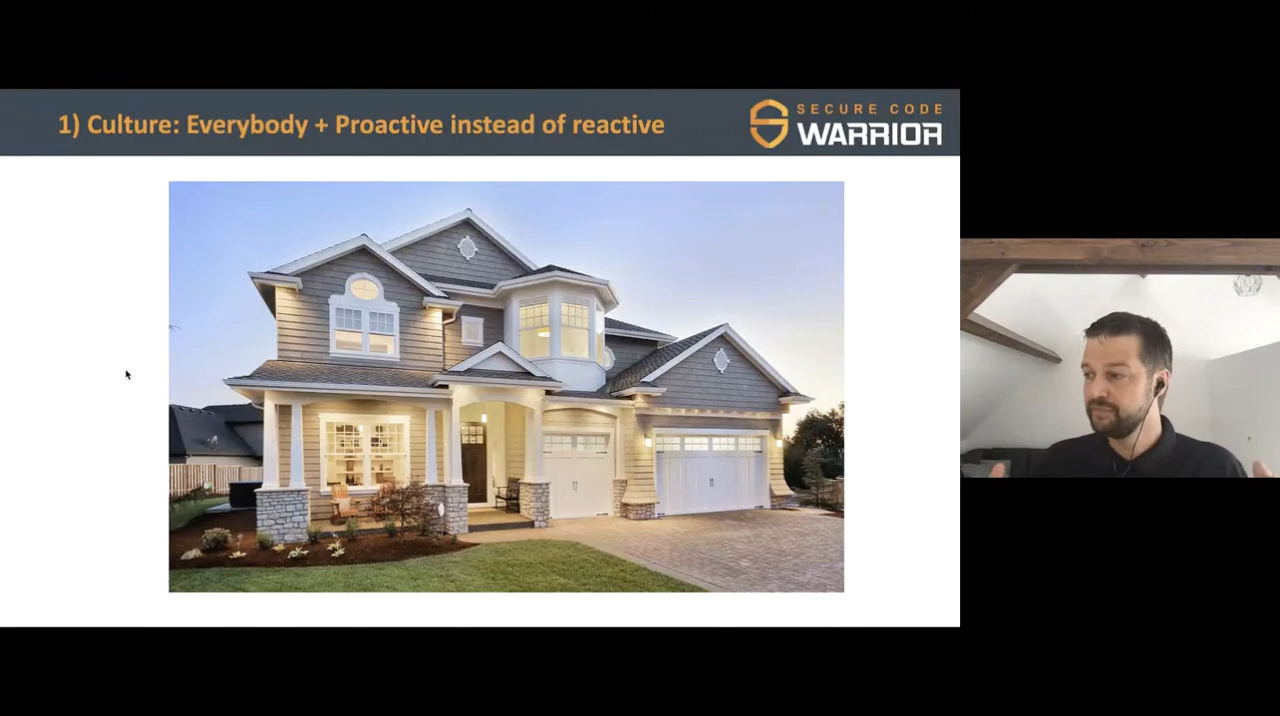 1) Culture: Everybody + Proactive instead of reactive
SECURE CODE
WARRIOR